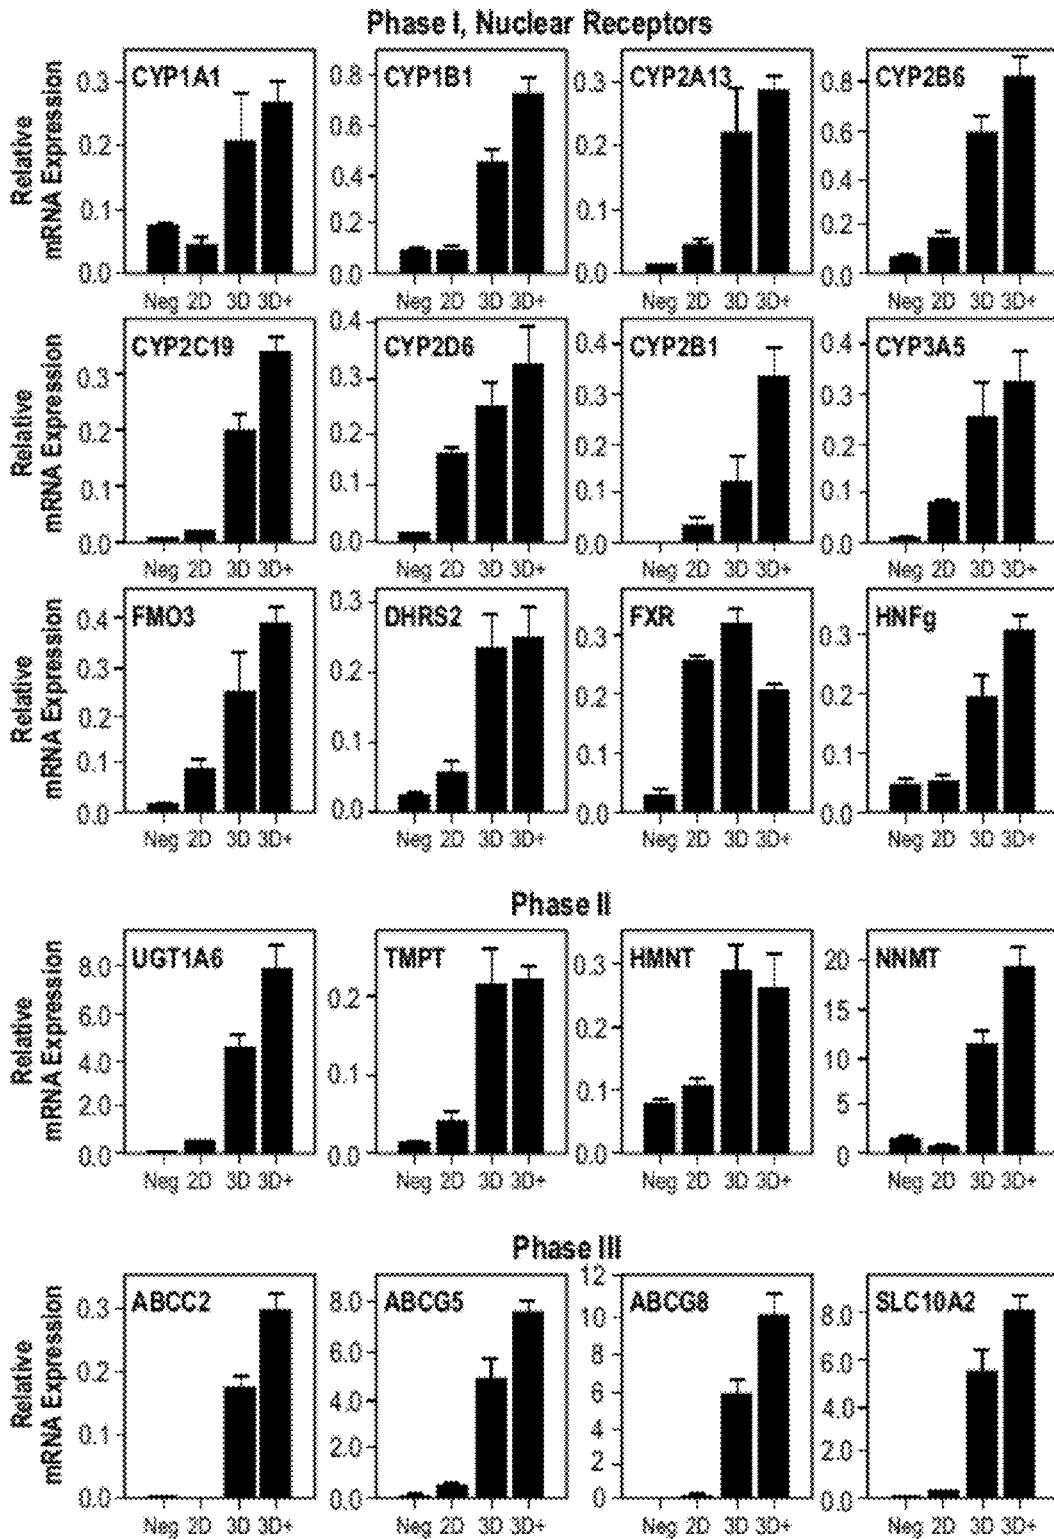 Phase I, Nuclear Receptors
Relative mRNA Expression
CYP1A1
0.3
0.2
0.1
0.0
Neg 2D 3D 3D+
CYP1B1
0.8
0.6
0.4
0.2
0.0
Neg 2D 3D 3D+
CYP2A13
0.3
0.2
0.1
0.0
Neg 2D 3D 3D+
CYP2B6
0.8
0.6
0.4
0.2
0.0
Neg 2D 3D 3D+
Relative mRNA Expression
CYP2C19
0.3
0.2
0.1
0.0
Neg 2D 3D 3D+
CYP2D6
0.4
0.3
0.2
0.1
0.0
Neg 2D 3D 3D+
CYP2B1
0.4
0.3
0.2
0.1
0.0
Neg 2D 3D 3D+
CYP3A5
0.4
0.3
0.2
0.1
0.0
Neg 2D 3D 3D+
Relative mRNA Expression
FMO3
0.4
0.3
0.2
0.1
0.0
Neg 2D 3D 3D+
DHRS2
0.3
0.2
0.1
0.0
Neg 2D 3D 3D+
FXR
0.3
0.2
0.1
0.0
Neg 2D 3D 3D+
HNFg
0.3
0.2
0.1
0.0
Neg 2D 3D 3D+
Phase II
Relative mRNA Expression
UGT1A6
8.0
6.0
4.0
2.0
0.0
Neg 2D 3D 3D+
TMPT
0.2
0.1
0.0
Neg 2D 3D 3D+
HMNT
0.3
0.2
0.1
0.0
Neg 2D 3D 3D+
NNMT
20
15
10
5
0
Neg 2D 3D 3D+
Phase III
Relative mRNA Expression
ABCC2
0.3
0.2
0.1
0.0
Neg 2D 3D 3D+
ABCG5
8.0
6.0
4.0
2.0
0.0
Neg 2D 3D 3D+
ABCG8
12
10
8
6
4
2
0
Neg 2D 3D 3D+
SLC10A2
8.0
6.0
4.0
2.0
0.0
Neg 2D 3D 3D+